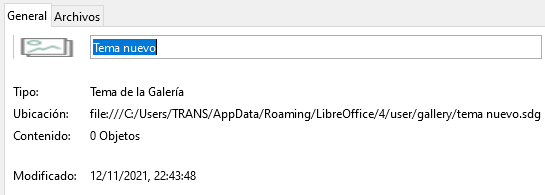 General Archivos
Tema nuevo
Tipo: Tema de la Galería
Ubicación: file:///C:/Users/TRANS/AppData/Roaming/LibreOffice/4/user/gallery/tema nuevo.sdg
Contenido: 0 Objetos
Modificado: 12/11/2021, 22:43:48